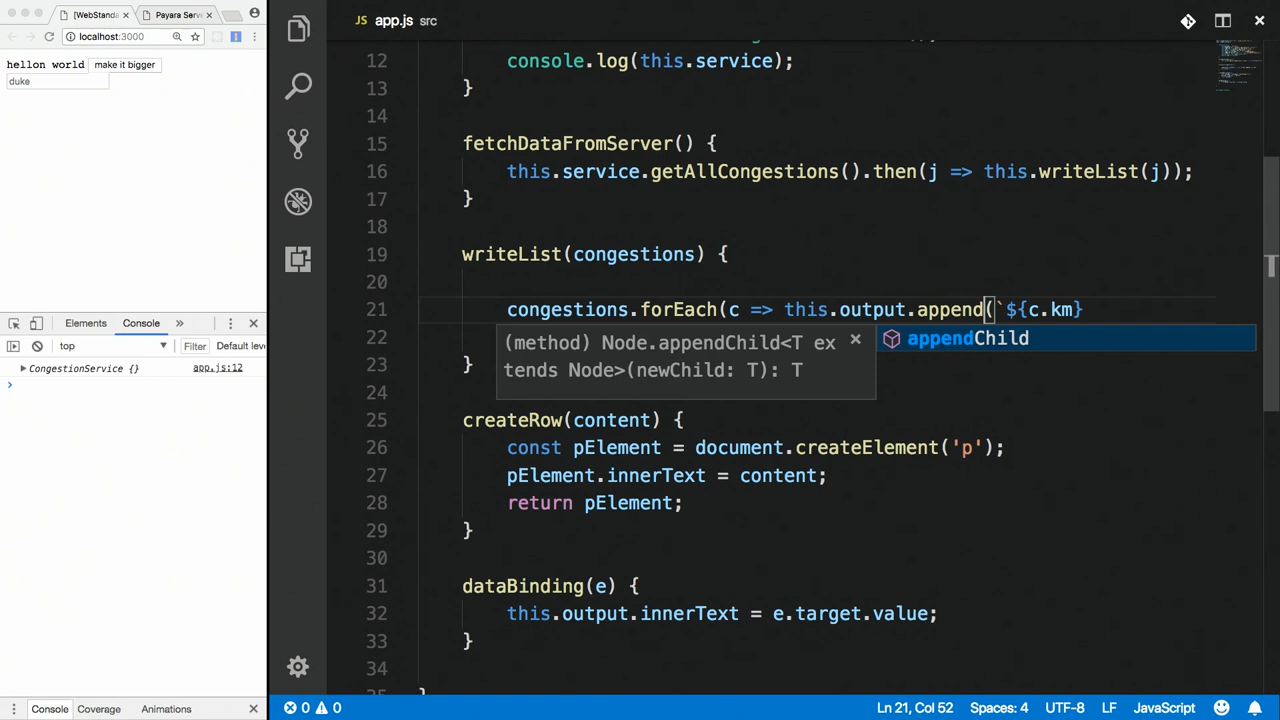 [WebStanda
Payara Serve
localhost:3000
hellon world make it bigger
duke
Elements Console »
top Filter Default leve
CongestionService {} app.js:12
Console Coverage Animations
JS app.js src
12 console.log(this.service);
13 }
14
15 fetchDataFromServer() {
16 this.service.getAllCongestions().then(j => this.writeList(j));
17 }
18
19 writeList(congestions) {
20
21 congestions.forEach(c => this.output.append(`${c.km}
22 (method) Node.appendChild<T ex
tends Node>(newChild: T): T
appendChild
23 }
24
25 createRow(content) {
26 const pElement = document.createElement('p');
27 pElement.innerText = content;
28 return pElement;
29 }
30
31 dataBinding(e) {
32 this.output.innerText = e.target.value;
33 }
34
0 0 Ln 21, Col 52 Spaces: 4 UTF-8 LF JavaScript